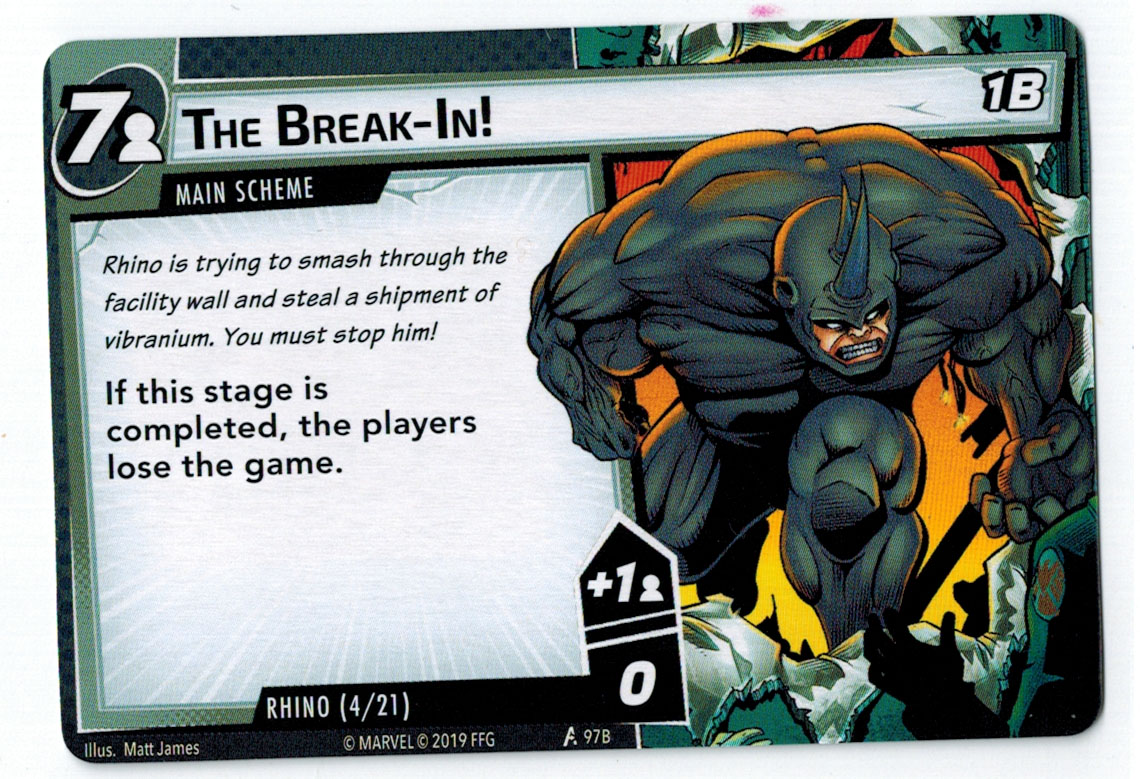 7
THE BREAK-IN!
1B
MAIN SCHEME
Rhino is trying to smash through the
facility wall and steal a shipment of
vibranium. You must stop him!
If this stage is
completed, the players
lose the game.
+1
0
RHINO (4/21)
Illus. Matt James
© MARVEL © 2019 FFG
97B